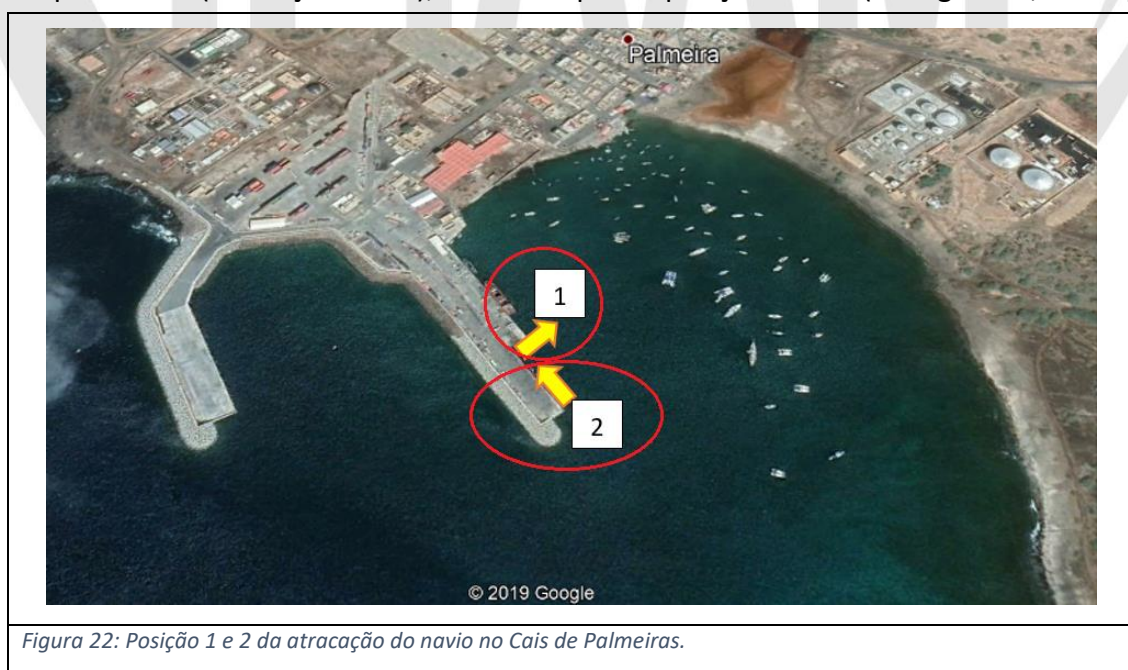 Palmeira
1
2
© 2019 Google
Figura 22: Posição 1 e 2 da atracação do navio no Cais de Palmeiras.